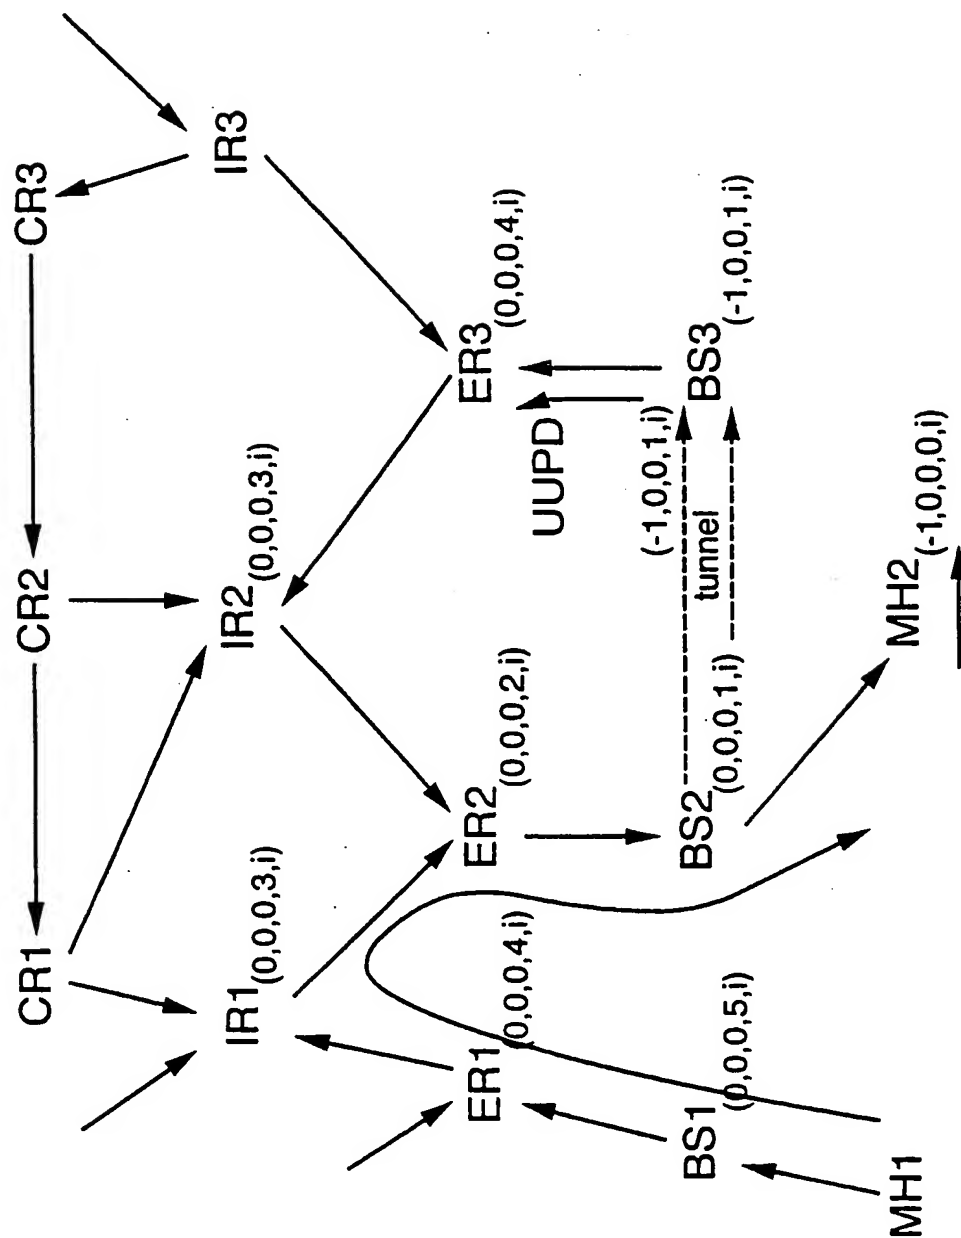 CR1
CR2
CR3
IR1(0,0,0,3,i)
IR2(0,0,0,3,i)
IR3
ER1(0,0,0,4,i)
ER2(0,0,0,2,i)
ER3(0,0,0,4,i)
UUPD
(-1,0,0,1,i)
tunnel
BS1(0,0,0,5,i)
BS2(0,0,0,1,i)
BS3(-1,0,0,1,i)
MH1
MH2(-1,0,0,0,i)